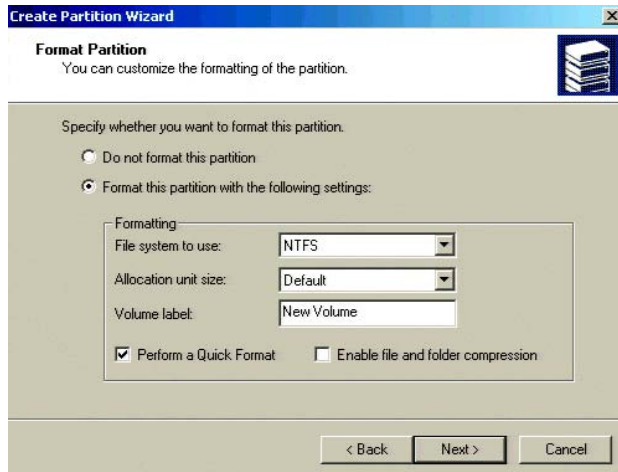 Create Partition Wizard
Format Partition
You can customize the formatting of the partition.
Specify whether you want to format this partition.
Do not format this partition
Format this partition with the following settings:
Formatting
File system to use: NTFS
Allocation unit size: Default
Volume label: New Volume
Perform a Quick Format Enable file and folder compression
< Back Next > Cancel